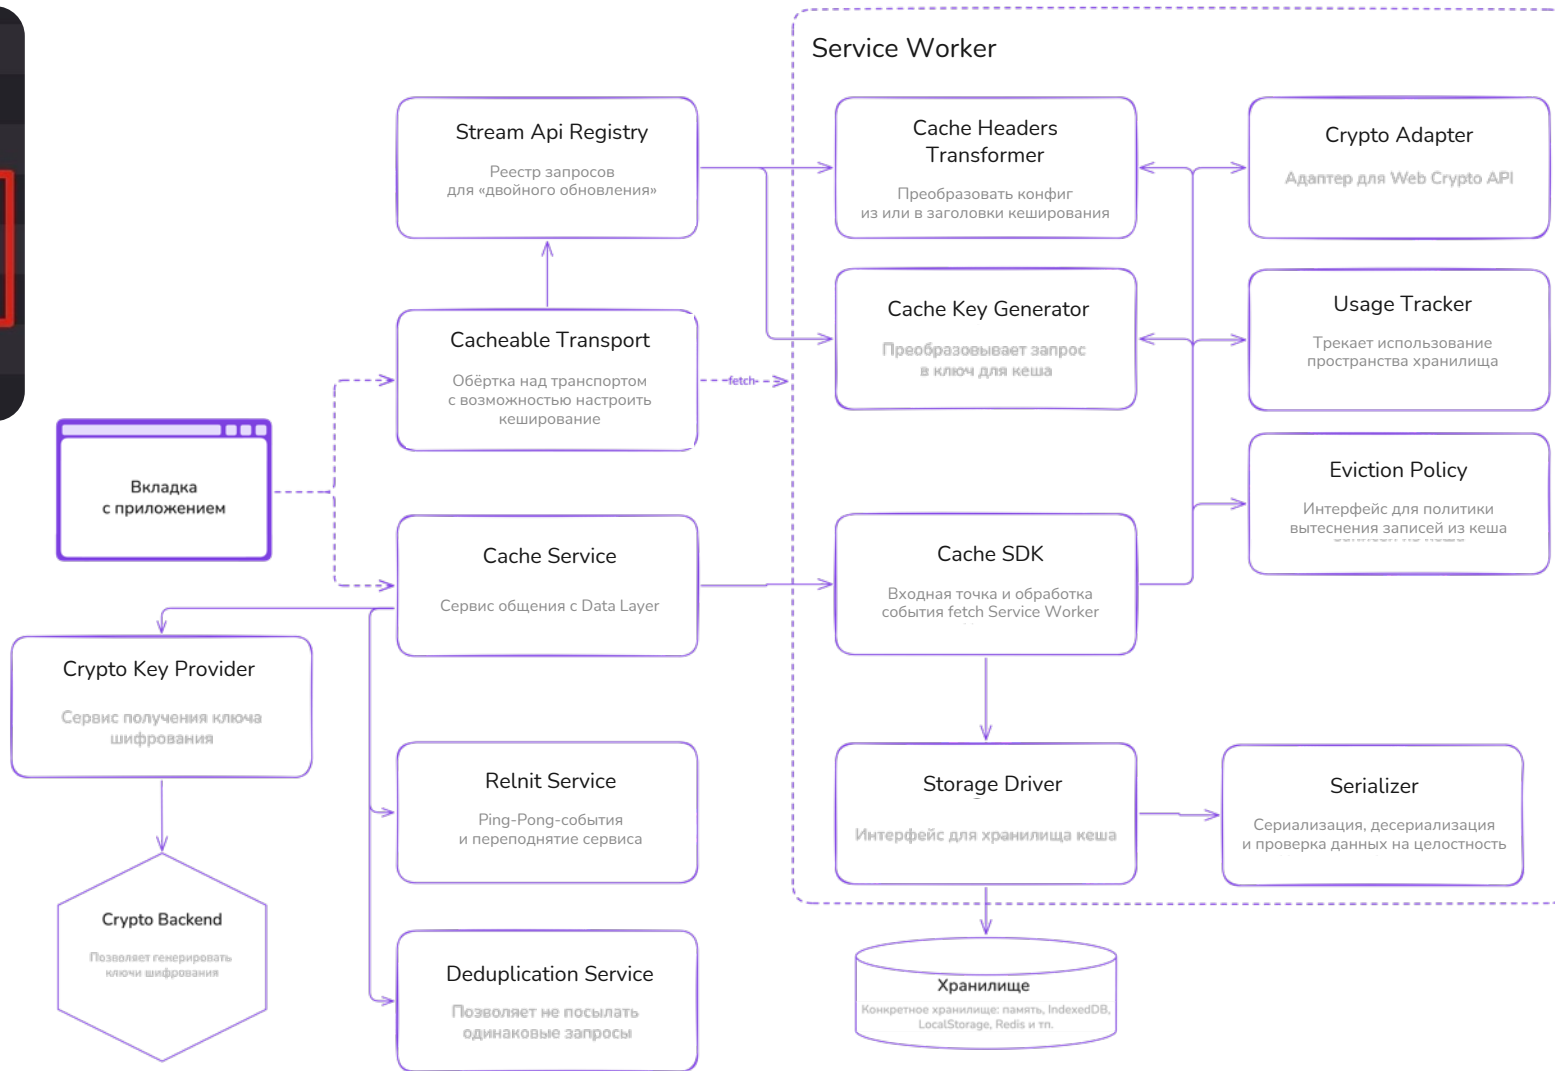 Service Worker
Stream Api Registry
Реестр запросов
для «двойного обновления»
Cache Headers
Transformer
Преобразовать конфиг
из или в заголовки кеширования
Crypto Adapter
Адаптер для Web Crypto API
Cacheable Transport
Обёртка над транспортом
с возможностью настроить
кеширование
fetch
Cache Key Generator
Преобразовывает запрос
в ключ для кеша
Usage Tracker
Трекает использование
пространства хранилища
Вкладка
с приложением
Eviction Policy
Интерфейс для политики
вытеснения записей из кеша
Cache Service
Сервис общения с Data Layer
Cache SDK
Входная точка и обработка
события fetch Service Worker
Crypto Key Provider
Сервис получения ключа
шифрования
ReInit Service
Ping-Pong-события
и переподнятие сервиса
Storage Driver
Интерфейс для хранилища кеша
Serializer
Сериализация, десериализация
и проверка данных на целостность
Crypto Backend
Позволяет генерировать
ключи шифрования
Deduplication Service
Позволяет не посылать
одинаковые запросы
Хранилище
Конкретное хранилище: память, IndexedDB,
LocalStorage, Redis и тп.